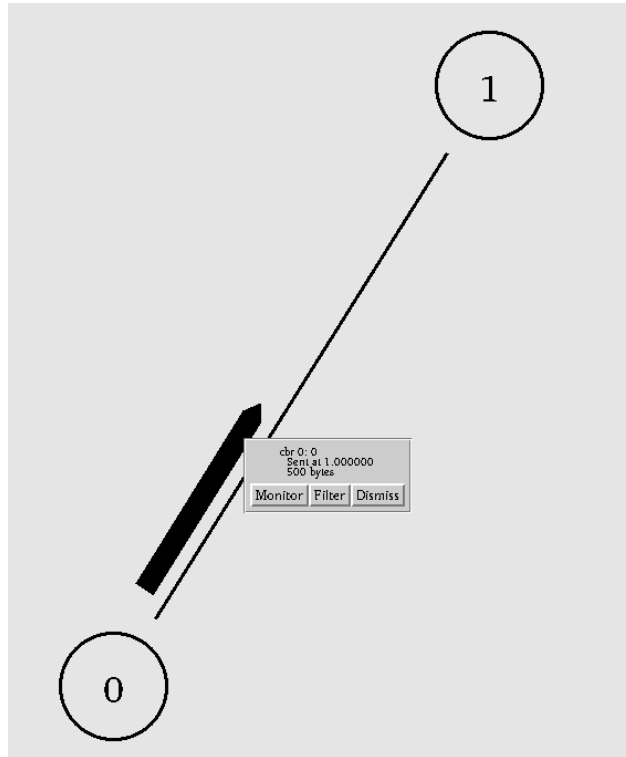 1
cbr 0: 0
Sent at 1.000000
500 bytes
Monitor Filter Dismiss
0